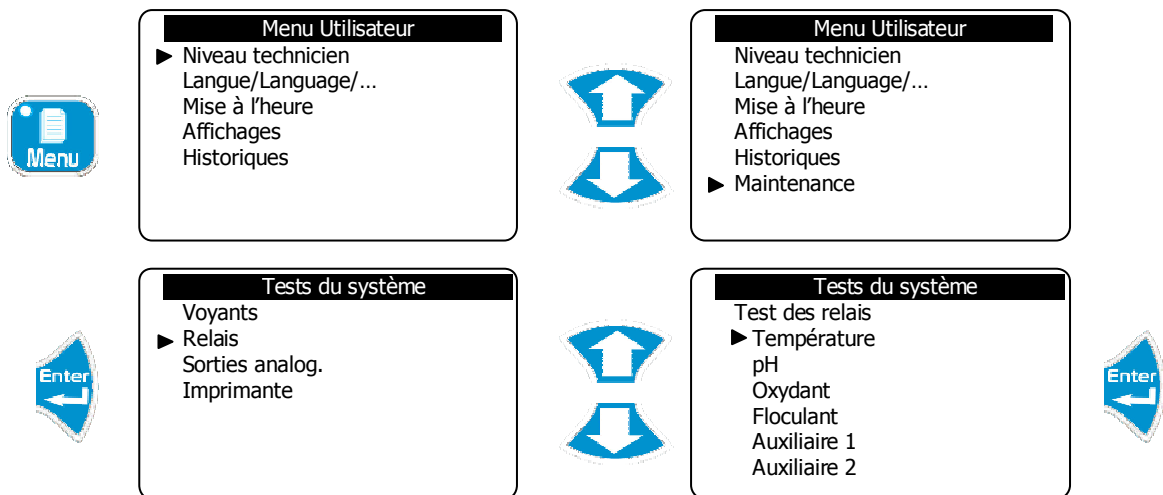 Menu
Menu Utilisateur
Niveau technicien
Langue/Language/...
Mise à l’heure
Affichages
Historiques
Menu Utilisateur
Niveau technicien
Langue/Language/...
Mise à l’heure
Affichages
Historiques
Maintenance
Enter
Tests du système
Voyants
Relais
Sorties analog.
Imprimante
Tests du système
Test des relais
Température
pH
Oxydant
Floculant
Auxiliaire 1
Auxiliaire 2
Enter